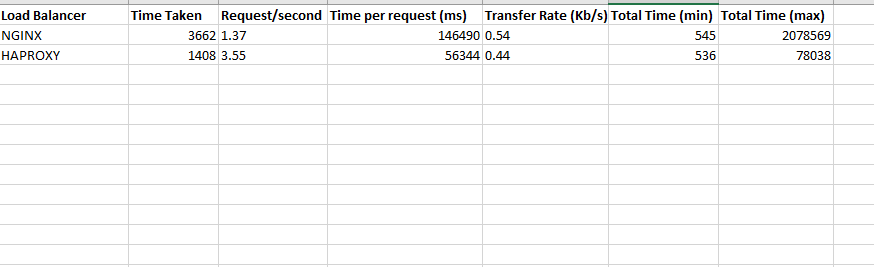 Load Balancer Time Taken Request/second Time per request (ms) Transfer Rate (Kb/s) Total Time (min) Total Time (max)
NGINX 3662 1.37 146490 0.54 545 2078569
HAPROXY 1408 3.55 56344 0.44 536 78038